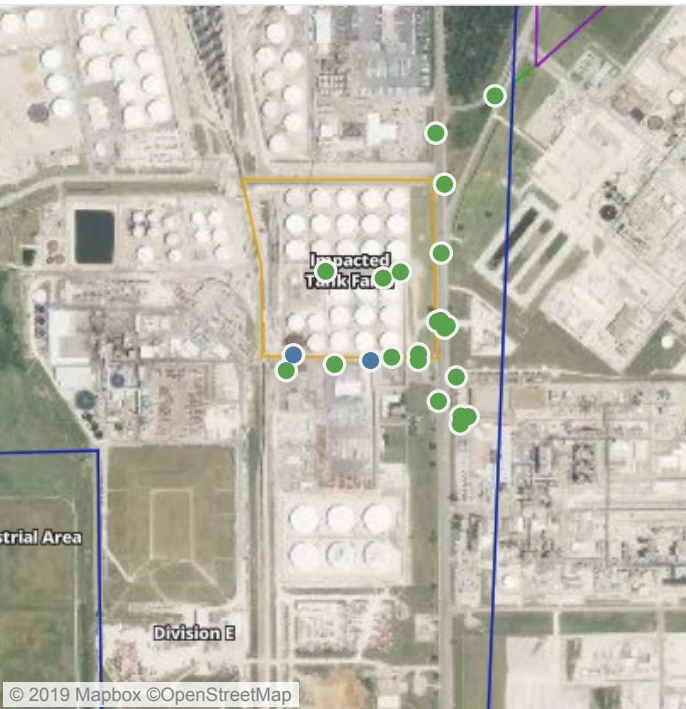 Impacted
Tank Farm
strial Area
Division E
© 2019 Mapbox ©OpenStreetMap